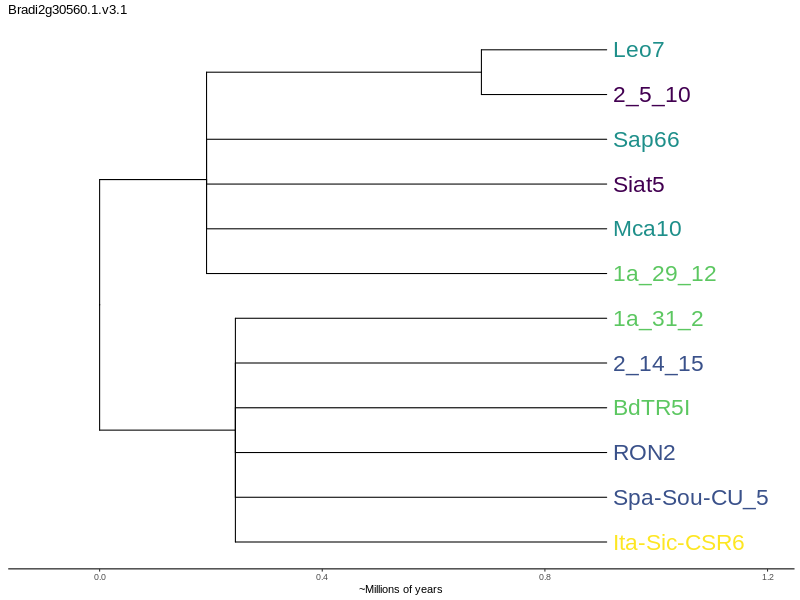 Bradi2g30560.1.v3.1
Leo7
2_5_10
Sap66
Siat5
Mca10
1a_29_12
1a_31_2
2_14_15
BdTR5I
RON2
Spa-Sou-CU_5
Ita-Sic-CSR6
0.0 0.4 0.8 1.2
~Millions of years